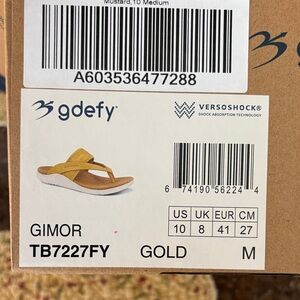 Mustard,10 Medium
A603536477288
gdefy
VERSOSHOCK®
SHOCK ABSORPTION TECHNOLOGY
6 74190 56224 4
US UK EUR CM
10 8 41 27
GIMOR
TB7227FY GOLD M